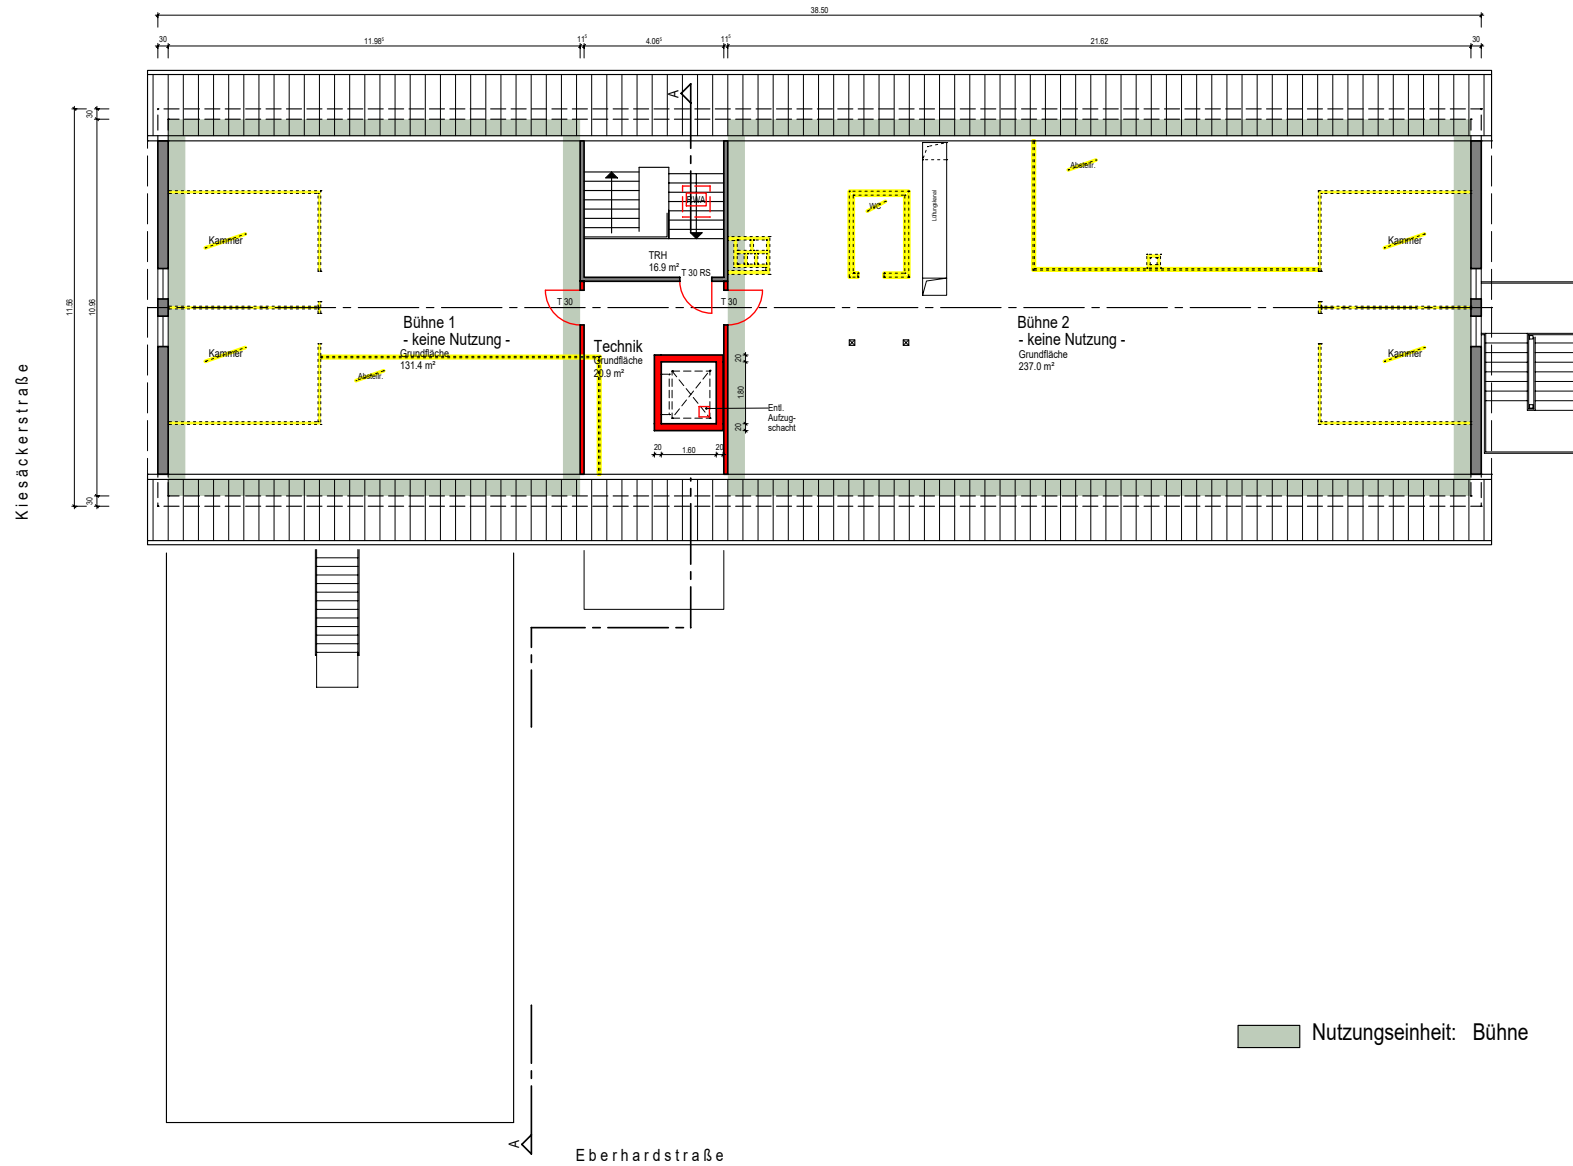 38.50
30
11.98⁵
11⁵
4.06⁵
11⁵
21.62
30
A
30
11.56
10.96
30
Kiesäckerstraße
Kammer
Kammer
Abstellr.
Bühne 1
- keine Nutzung -
Grundfläche
131.4 m²
RWA
TRH
16.9 m²
T 30 RS
T 30
T 30
Technik
Grundfläche
20.9 m²
20
1.80
20
20
1.60
20
Entl.
Aufzug-
schacht
WC
Lüftungskanal
Abstellr.
Kammer
Kammer
Bühne 2
- keine Nutzung -
Grundfläche
237.0 m²
Nutzungseinheit: Bühne
A
Eberhardstraße